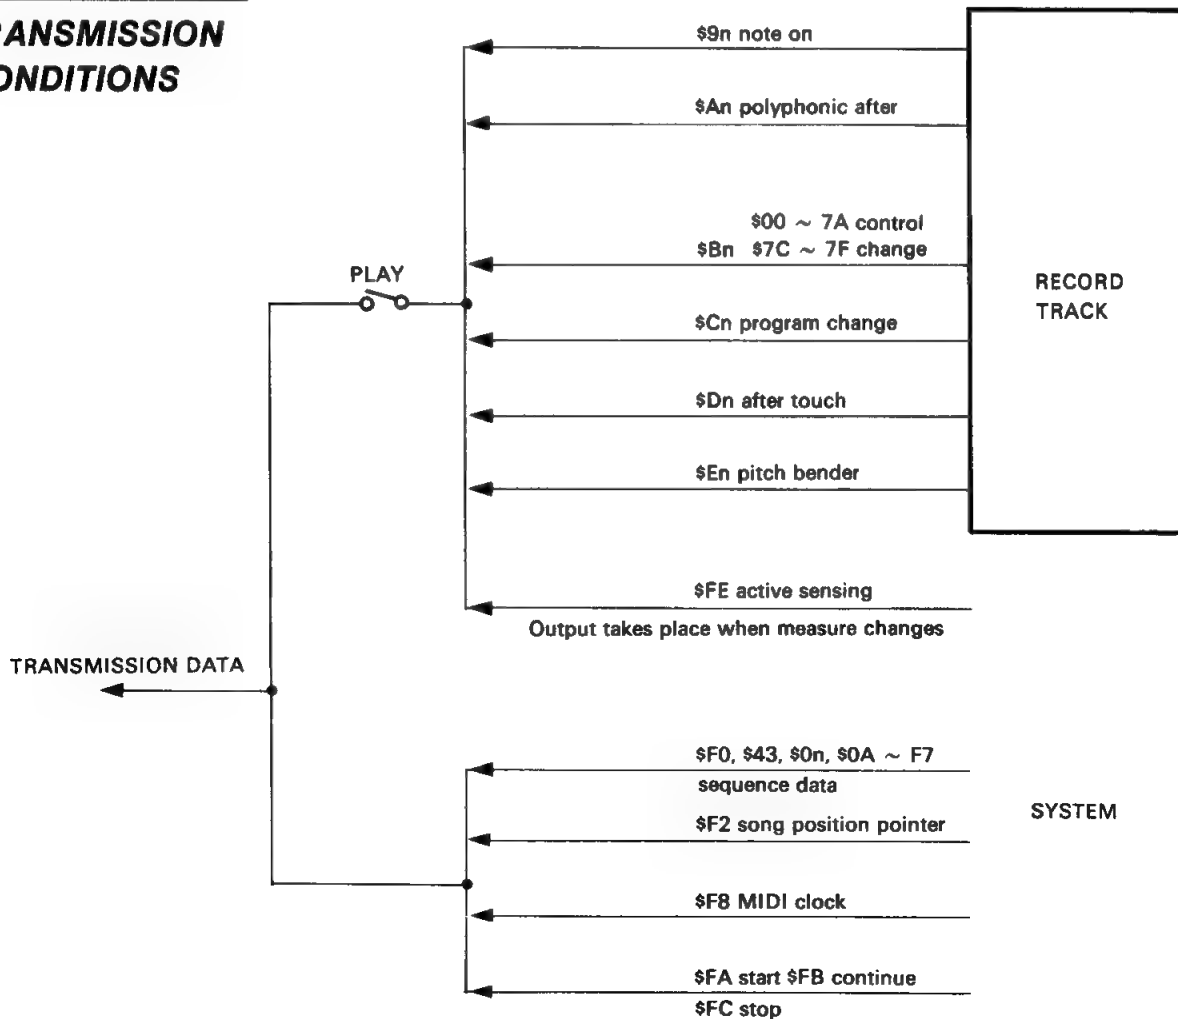 ANSMISSION
ONDITIONS
$9n note on
$An polyphonic after
$00 ~ 7A control
$Bn $7C ~ 7F change
PLAY
RECORD
TRACK
$Cn program change
$Dn after touch
$En pitch bender
$FE active sensing
Output takes place when measure changes
TRANSMISSION DATA
$F0, $43, $0n, $0A ~ F7
sequence data
SYSTEM
$F2 song position pointer
$F8 MIDI clock
$FA start $FB continue
$FC stop